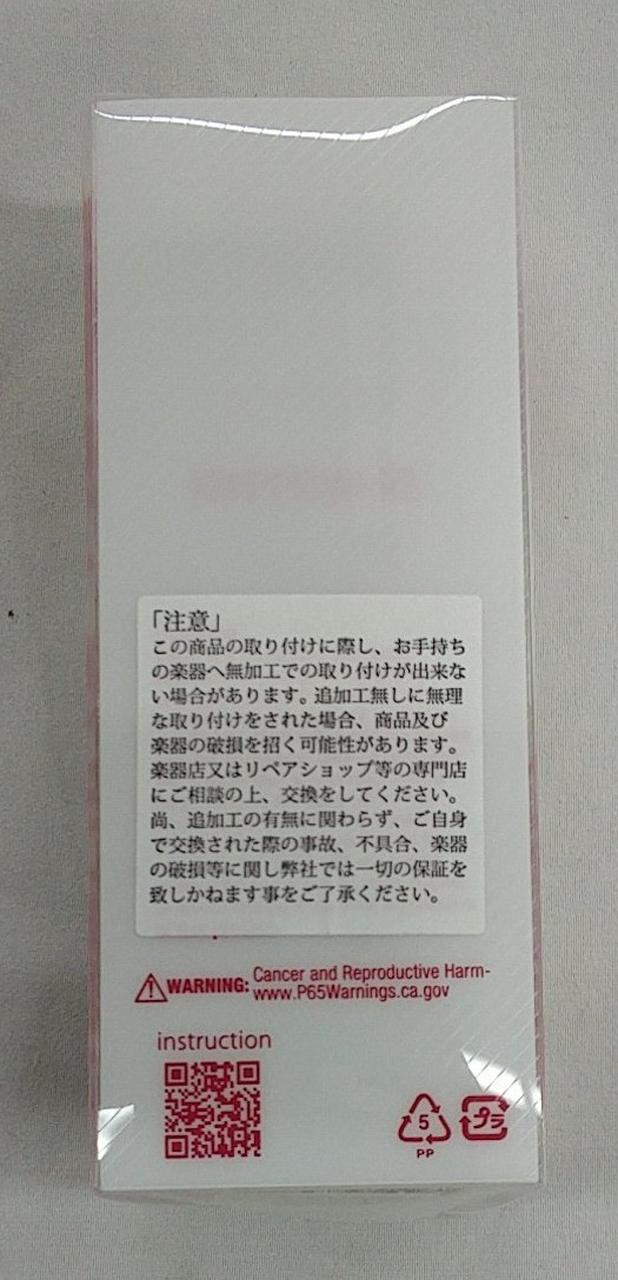 「注意」
この商品の取り付けに際し、お手持ち
の楽器へ無加工での取り付けが出来な
い場合があります。追加工無しに無理
な取り付けをされた場合、商品及び
楽器の破損を招く可能性があります。
楽器店又はリペアショップ等の専門店
にご相談の上、交換をしてください。
尚、追加工の有無に関わらず、ご自身
で交換された際の事故、不具合、楽器
の破損等に関し弊社では一切の保証を
致しかねます事をご了承ください。
WARNING: Cancer and Reproductive Harm-
www.P65Warnings.ca.gov
instruction
5
PP
プラ